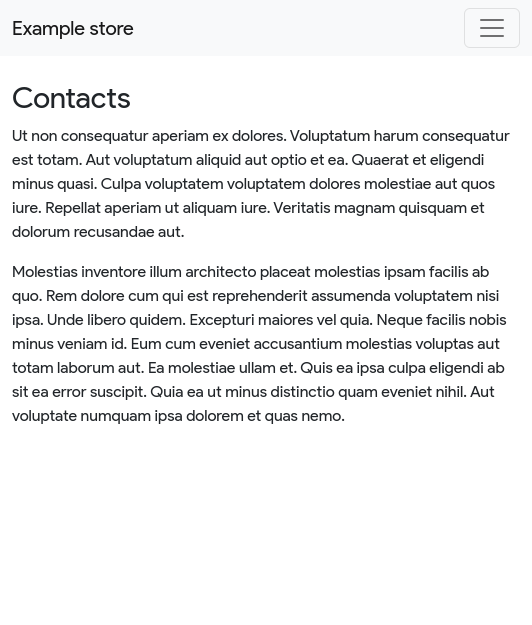 Example store
Contacts
Ut non consequatur aperiam ex dolores. Voluptatum harum consequatur
est totam. Aut voluptatum aliquid aut optio et ea. Quaerat et eligendi
minus quasi. Culpa voluptatem voluptatem dolores molestiae aut quos
iure. Repellat aperiam ut aliquam iure. Veritatis magnam quisquam et
dolorum recusandae aut.
Molestias inventore illum architecto placeat molestias ipsam facilis ab
quo. Rem dolore cum qui est reprehenderit assumenda voluptatem nisi
ipsa. Unde libero quidem. Excepturi maiores vel quia. Neque facilis nobis
minus veniam id. Eum cum eveniet accusantium molestias voluptas aut
totam laborum aut. Ea molestiae ullam et. Quis ea ipsa culpa eligendi ab
sit ea error suscipit. Quia ea ut minus distinctio quam eveniet nihil. Aut
voluptate numquam ipsa dolorem et quas nemo.